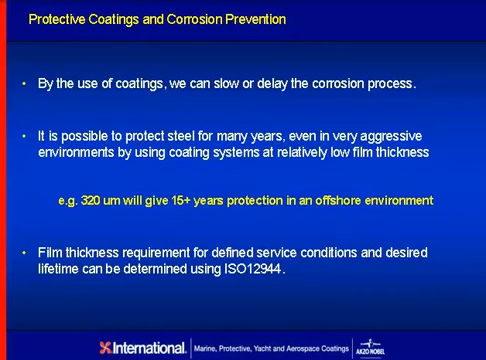 Protective Coatings and Corrosion Prevention
• By the use of coatings, we can slow or delay the corrosion process.
• It is possible to protect steel for many years, even in very aggressive
environments by using coating systems at relatively low film thickness
e.g. 320 um will give 15+ years protection in an offshore environment
• Film thickness requirement for defined service conditions and desired
lifetime can be determined using ISO12944.
International. Marine, Protective, Yacht and Aerospace Coatings
AKZO NOBEL